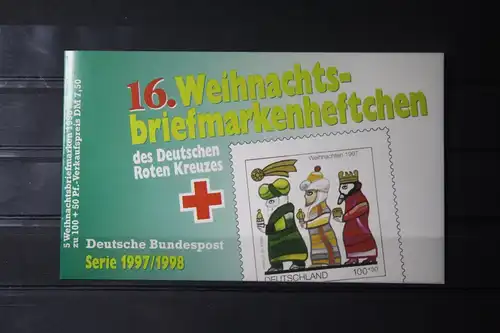 16. Weihnachts-
briefmarkenheftchen
des Deutschen
Roten Kreuzes
Deutsche Bundespost
Serie 1997/1998
5 Weihnachtsbriefmarken
zu 100 + 50 Pf.-Verkaufspreis DM 7,50
Weihnachten 1997
DEUTSCHLAND 100+50